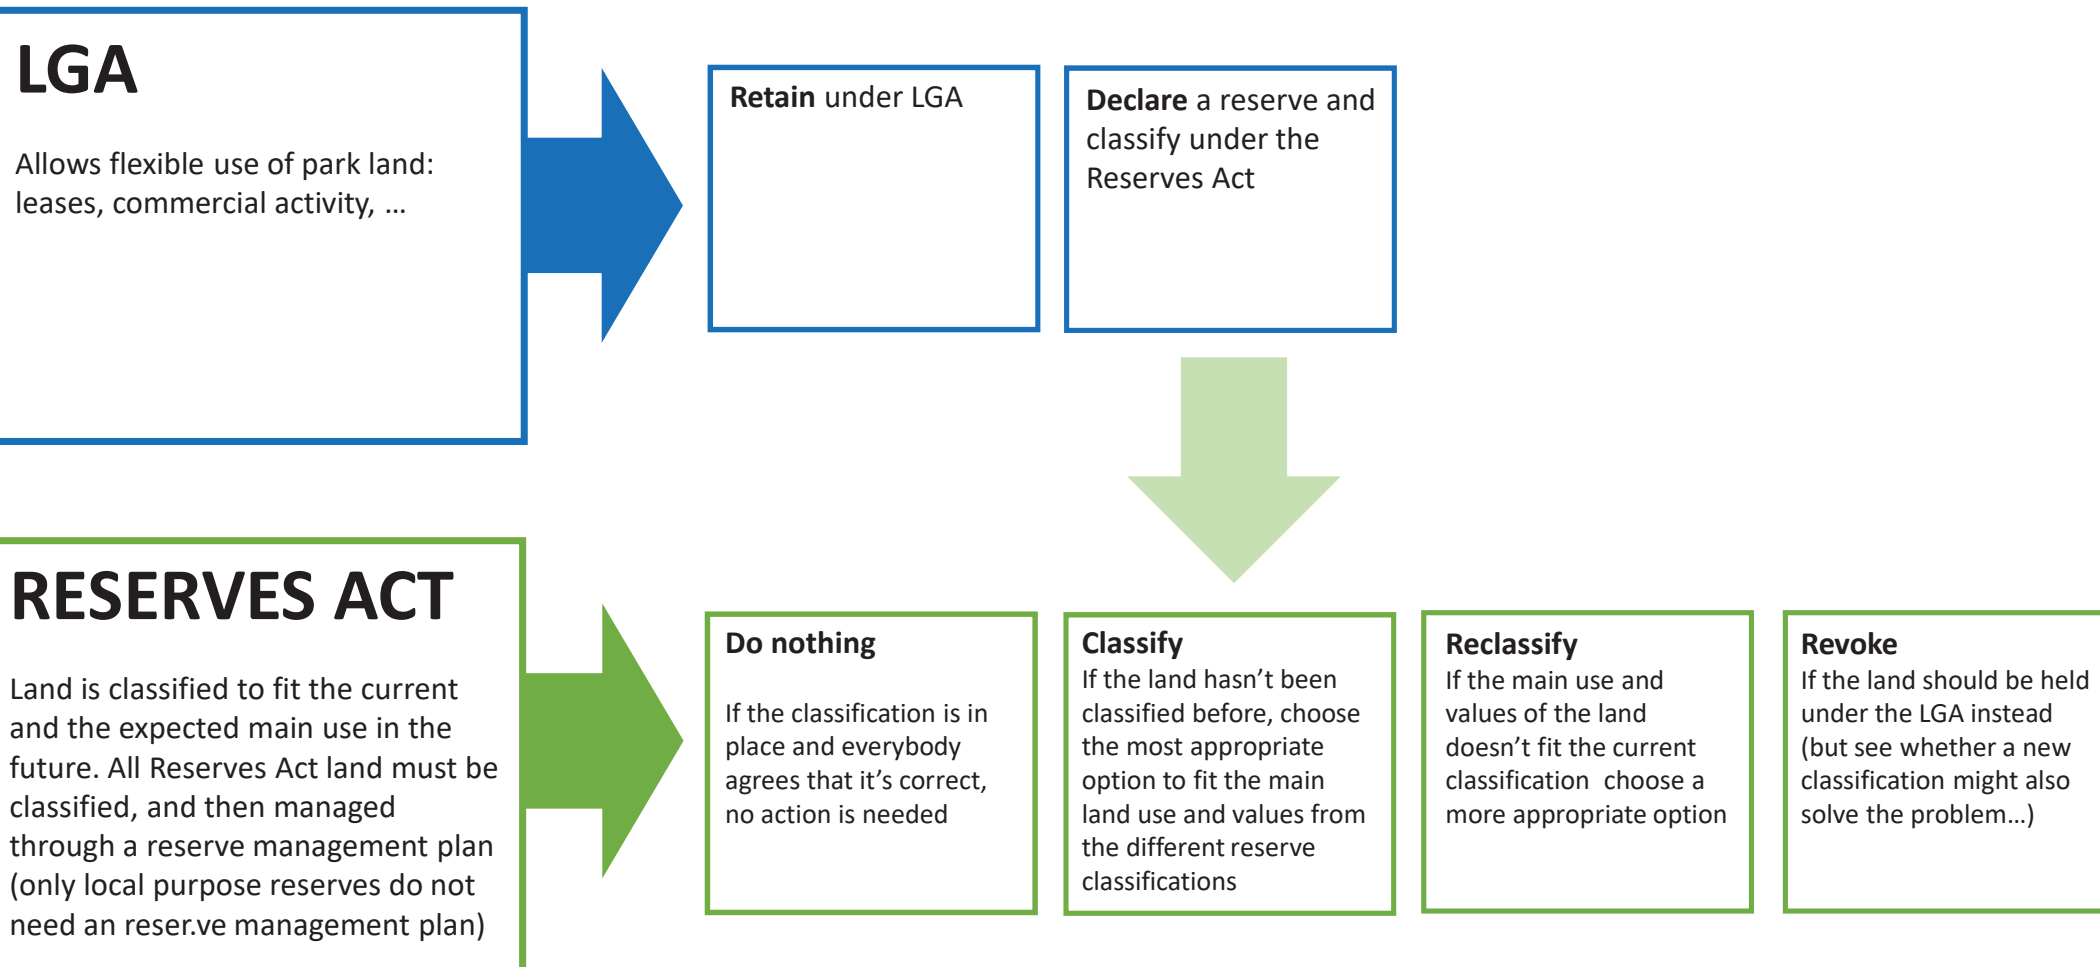 LGA
Allows flexible use of park land:
leases, commercial activity, ...
Retain under LGA
Declare a reserve and
classify under the
Reserves Act
RESERVES ACT
Land is classified to fit the current
and the expected main use in the
future. All Reserves Act land must be
classified, and then managed
through a reserve management plan
(only local purpose reserves do not
need an reser.ve management plan)
Do nothing
If the classification is in
place and everybody
agrees that it’s correct,
no action is needed
Classify
If the land hasn’t been
classified before, choose
the most appropriate
option to fit the main
land use and values from
the different reserve
classifications
Reclassify
If the main use and
values of the land
doesn’t fit the current
classification  choose a
more appropriate option
Revoke
If the land should be held
under the LGA instead
(but see whether a new
classification might also
solve the problem…)